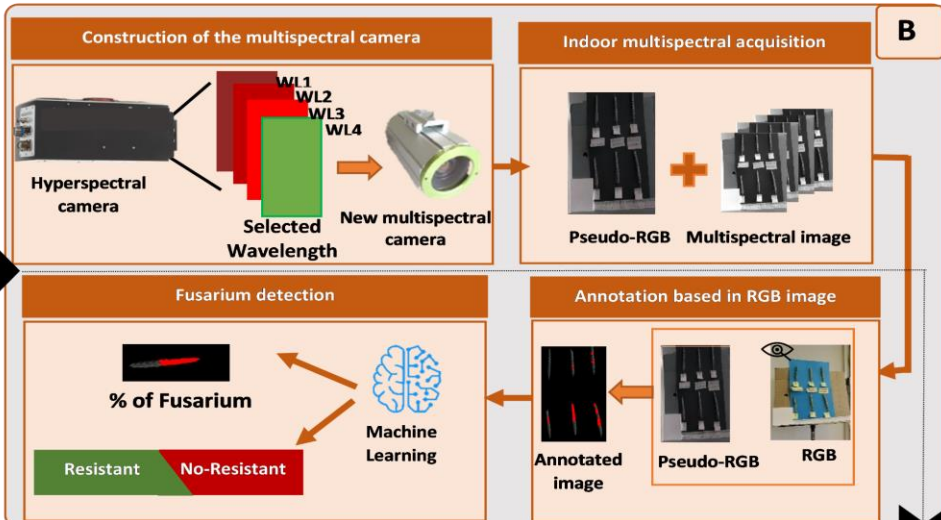 B
Construction of the multispectral camera
WL1
WL2
WL3
WL4
Hyperspectral
camera
Selected
Wavelength
New multispectral
camera
Indoor multispectral acquisition
Pseudo-RGB
Multispectral image
Fusarium detection
% of Fusarium
Machine
Learning
Resistant
No-Resistant
Annotation based in RGB image
Annotated
image
Pseudo-RGB
RGB